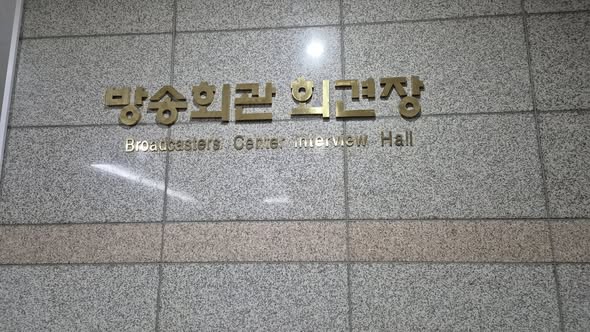 방송회관 회견장
Broadcasters Center Interview Hall